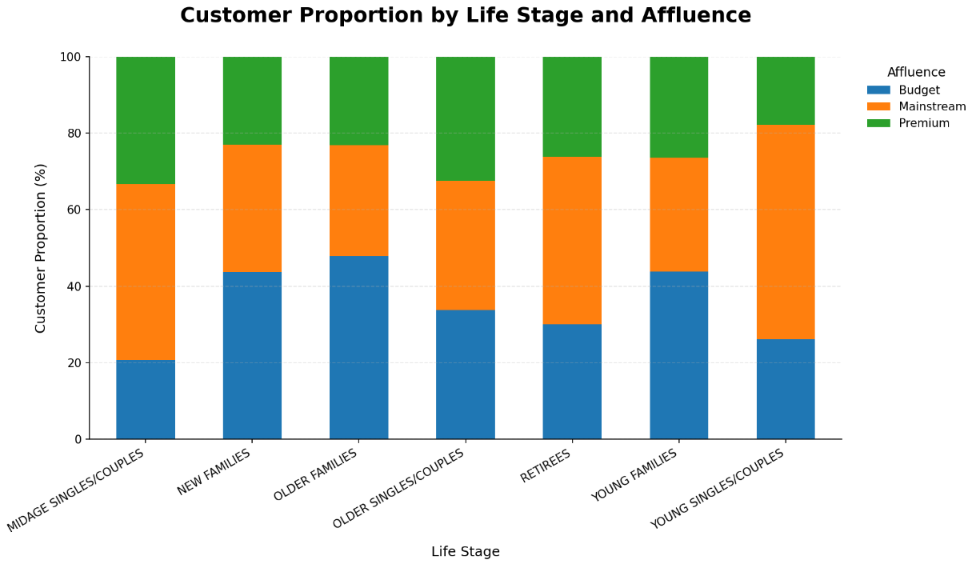 Customer Proportion by Life Stage and Affluence
Affluence
Budget
Mainstream
Premium
Customer Proportion (%)
100
80
60
40
20
0
MIDAGE SINGLES/COUPLES
NEW FAMILIES
OLDER FAMILIES
OLDER SINGLES/COUPLES
RETIREES
YOUNG FAMILIES
YOUNG SINGLES/COUPLES
Life Stage